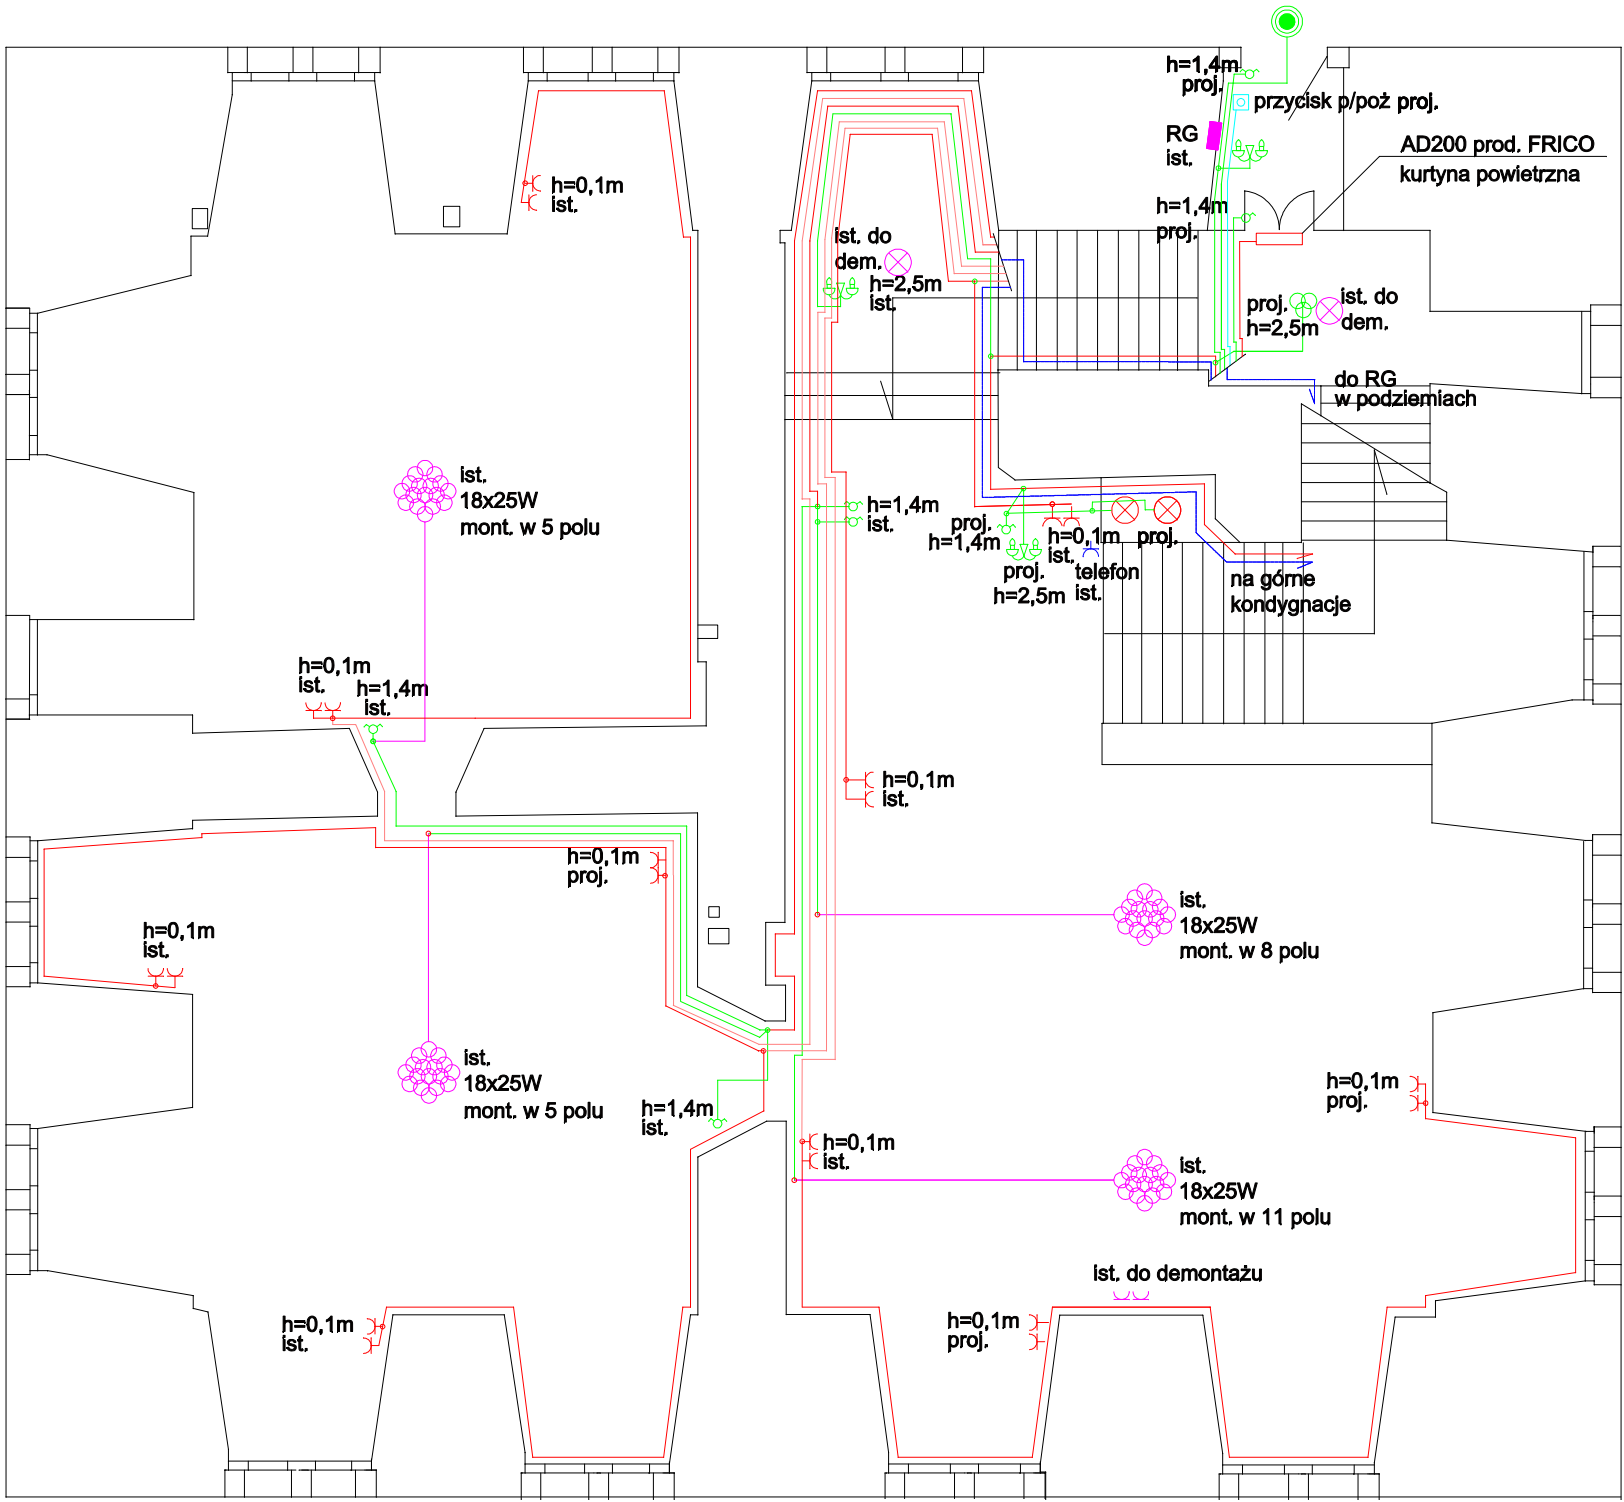 h=1,4m
proj.
przycisk p/poż proj.
RG
ist.
AD200 prod. FRICO
kurtyna powietrzna
h=0,1m
ist.
h=1,4m
proj.
ist. do
dem.
h=2,5m
ist.
proj.
h=2,5m
ist. do
dem.
do RG
w podziemiach
ist.
18x25W
mont. w 5 polu
h=1,4m
ist.
proj.
h=1,4m
proj.
h=2,5m
h=0,1m
ist.
telefon
ist.
proj.
na górne
kondygnacje
h=0,1m
ist.
h=1,4m
ist.
h=0,1m
ist.
h=0,1m
proj.
h=0,1m
ist.
ist.
18x25W
mont. w 8 polu
ist.
18x25W
mont. w 5 polu
h=1,4m
ist.
h=0,1m
proj.
h=0,1m
ist.
ist.
18x25W
mont. w 11 polu
ist. do demontażu
h=0,1m
ist.
h=0,1m
proj.